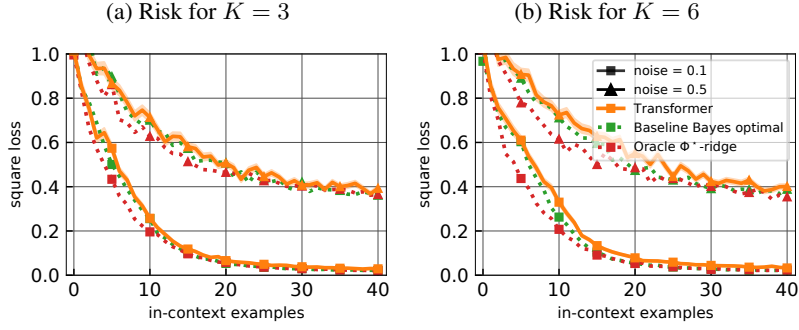 (a) Risk for K = 3
(b) Risk for K = 6
1.0
0.8
0.6
0.4
0.2
0.0
square loss
0 10 20 30 40
in-context examples
1.0
0.8
0.6
0.4
0.2
0.0
square loss
0 10 20 30 40
in-context examples
noise = 0.1
noise = 0.5
Transformer
Baseline Bayes optimal
Oracle Φ*-ridge